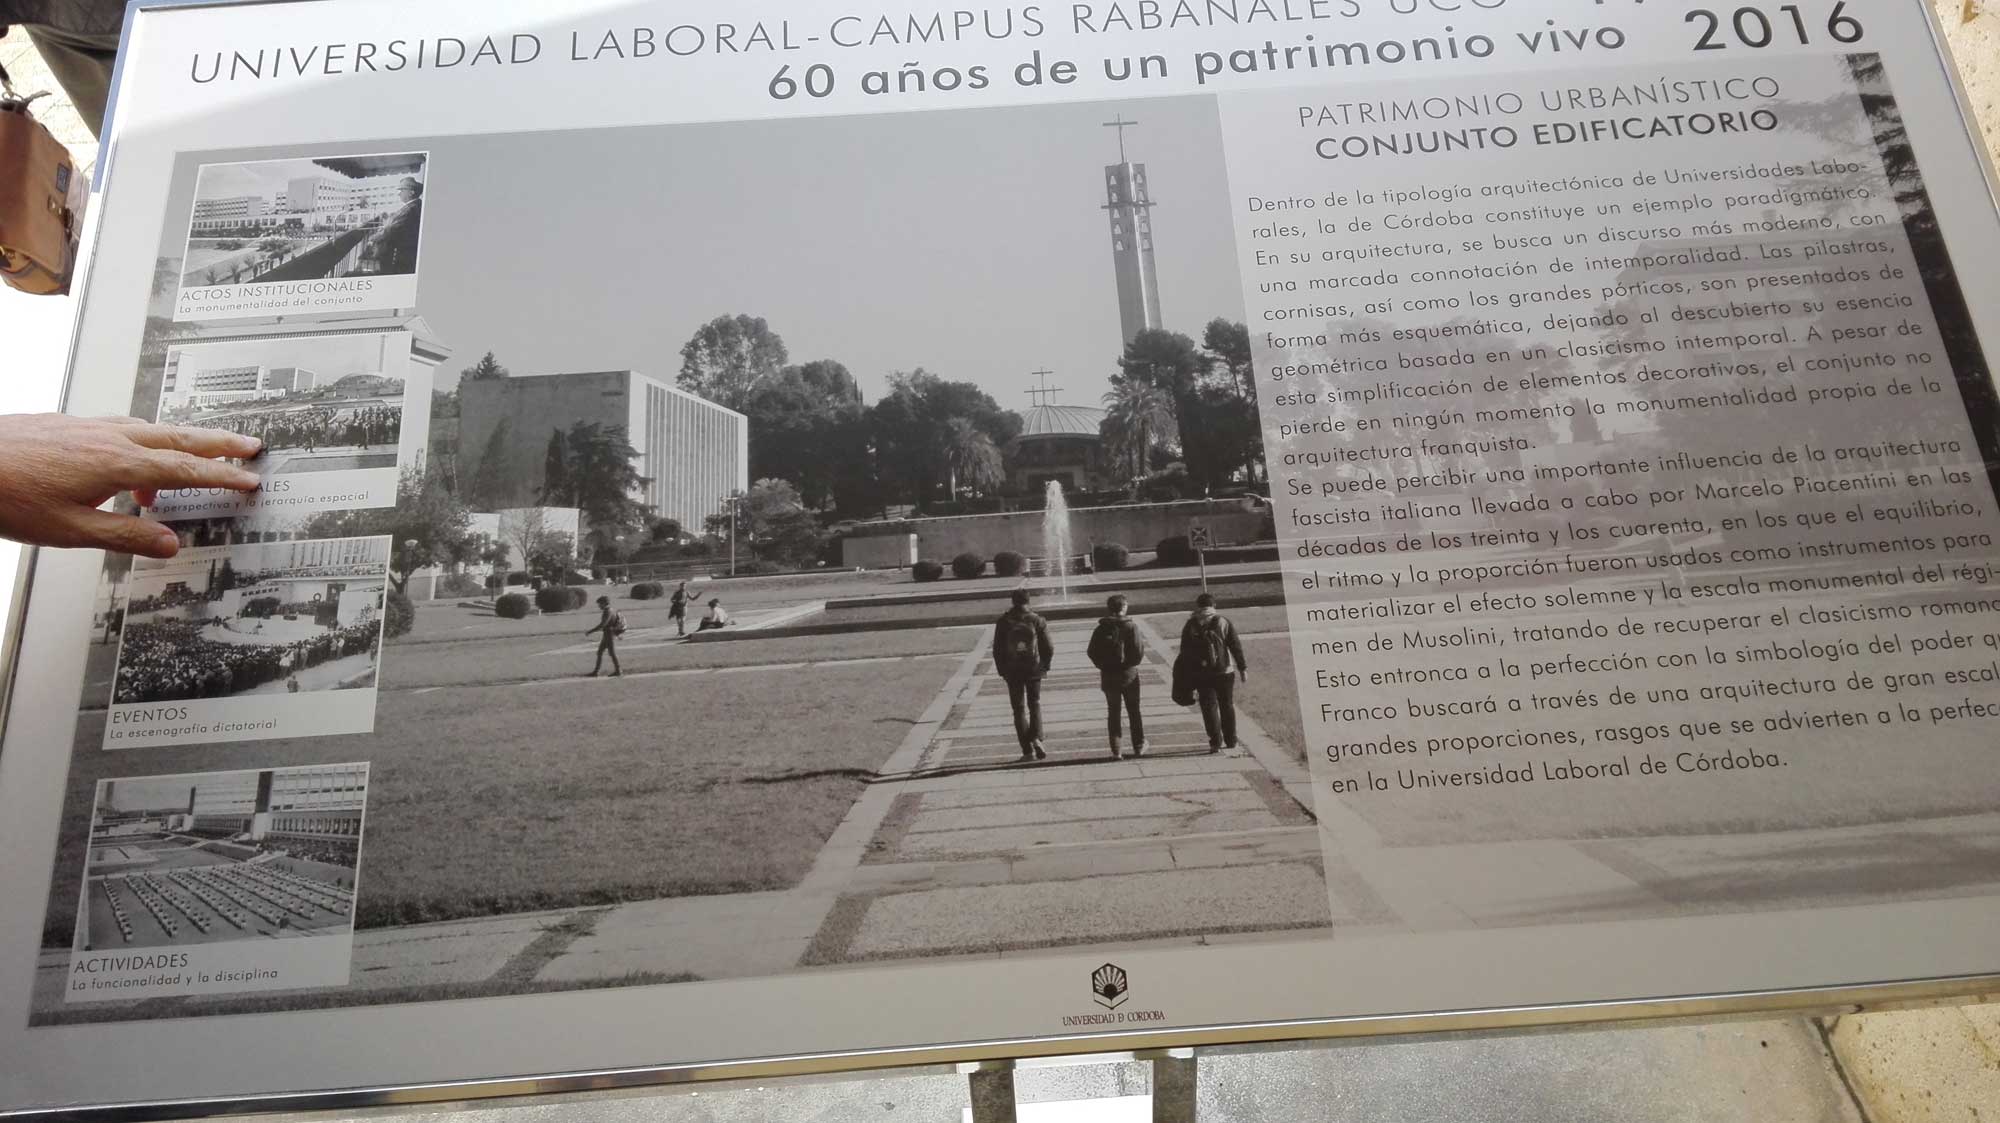 UNIVERSIDAD LABORAL-CAMPUS RABANALES UCO
60 años de un patrimonio vivo 2016
ACTOS INSTITUCIONALES
La monumentalidad del conjunto
La perspectiva y la jerarquía espacial
EVENTOS
La escenografía dictatorial
ACTIVIDADES
La funcionalidad y la disciplina
PATRIMONIO URBANÍSTICO
CONJUNTO EDIFICATORIO
Dentro de la tipología arquitectónica de Universidades Labo-
rales, la de Córdoba constituye un ejemplo paradigmático.
En su arquitectura, se busca un discurso más moderno, con
una marcada connotación de intemporalidad. Las pilastras,
cornisas, así como los grandes pórticos, son presentados de
forma más esquemática, dejando al descubierto su esencia
geométrica basada en un clasicismo intemporal. A pesar de
esta simplificación de elementos decorativos, el conjunto no
pierde en ningún momento la monumentalidad propia de la
arquitectura franquista.
Se puede percibir una importante influencia de la arquitectura
fascista italiana llevada a cabo por Marcelo Piacentini en las
décadas de los treinta y los cuarenta, en los que el equilibrio,
el ritmo y la proporción fueron usados como instrumentos para
materializar el efecto solemne y la escala monumental del régi-
men de Musolini, tratando de recuperar el clasicismo romano
Esto entronca a la perfección con la simbología del poder
Franco buscará a través de una arquitectura de gran
grandes proporciones, rasgos que se advierten a la
en la Universidad Laboral de Córdoba.
UNIVERSIDAD D CORDOBA